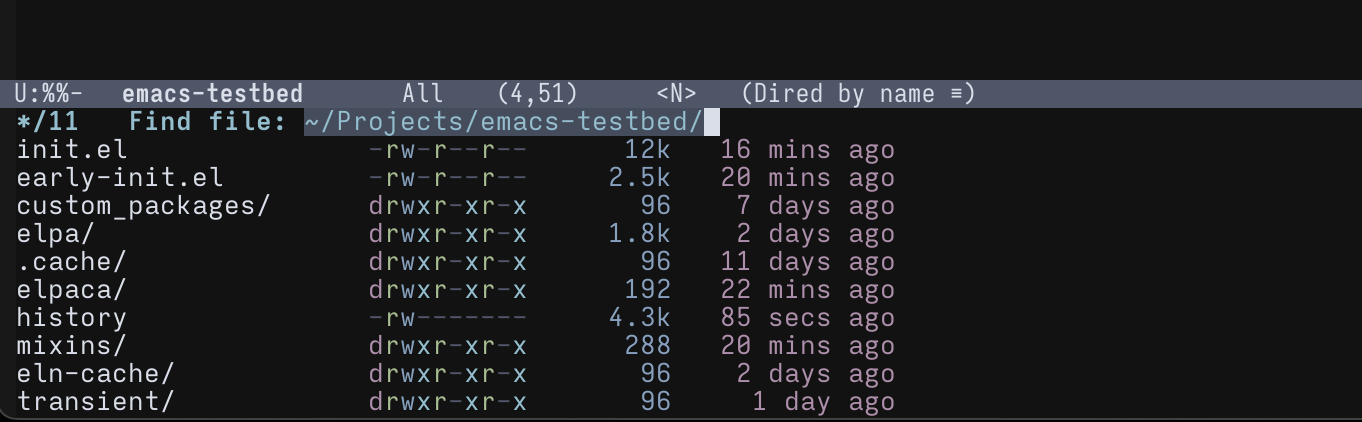 U:%%-  emacs-testbed      All   (4,51)     <N>   (Dired by name ≡)
*/11   Find file: ~/Projects/emacs-testbed/
init.el               -rw-r--r--      12k   16 mins ago
early-init.el         -rw-r--r--     2.5k   20 mins ago
custom_packages/      drwxr-xr-x       96    7 days ago
elpa/                 drwxr-xr-x     1.8k    2 days ago
.cache/               drwxr-xr-x       96   11 days ago
elpaca/               drwxr-xr-x      192   22 mins ago
history               -rw-------     4.3k   85 secs ago
mixins/               drwxr-xr-x      288   20 mins ago
eln-cache/            drwxr-xr-x       96    2 days ago
transient/            drwxr-xr-x       96     1 day ago